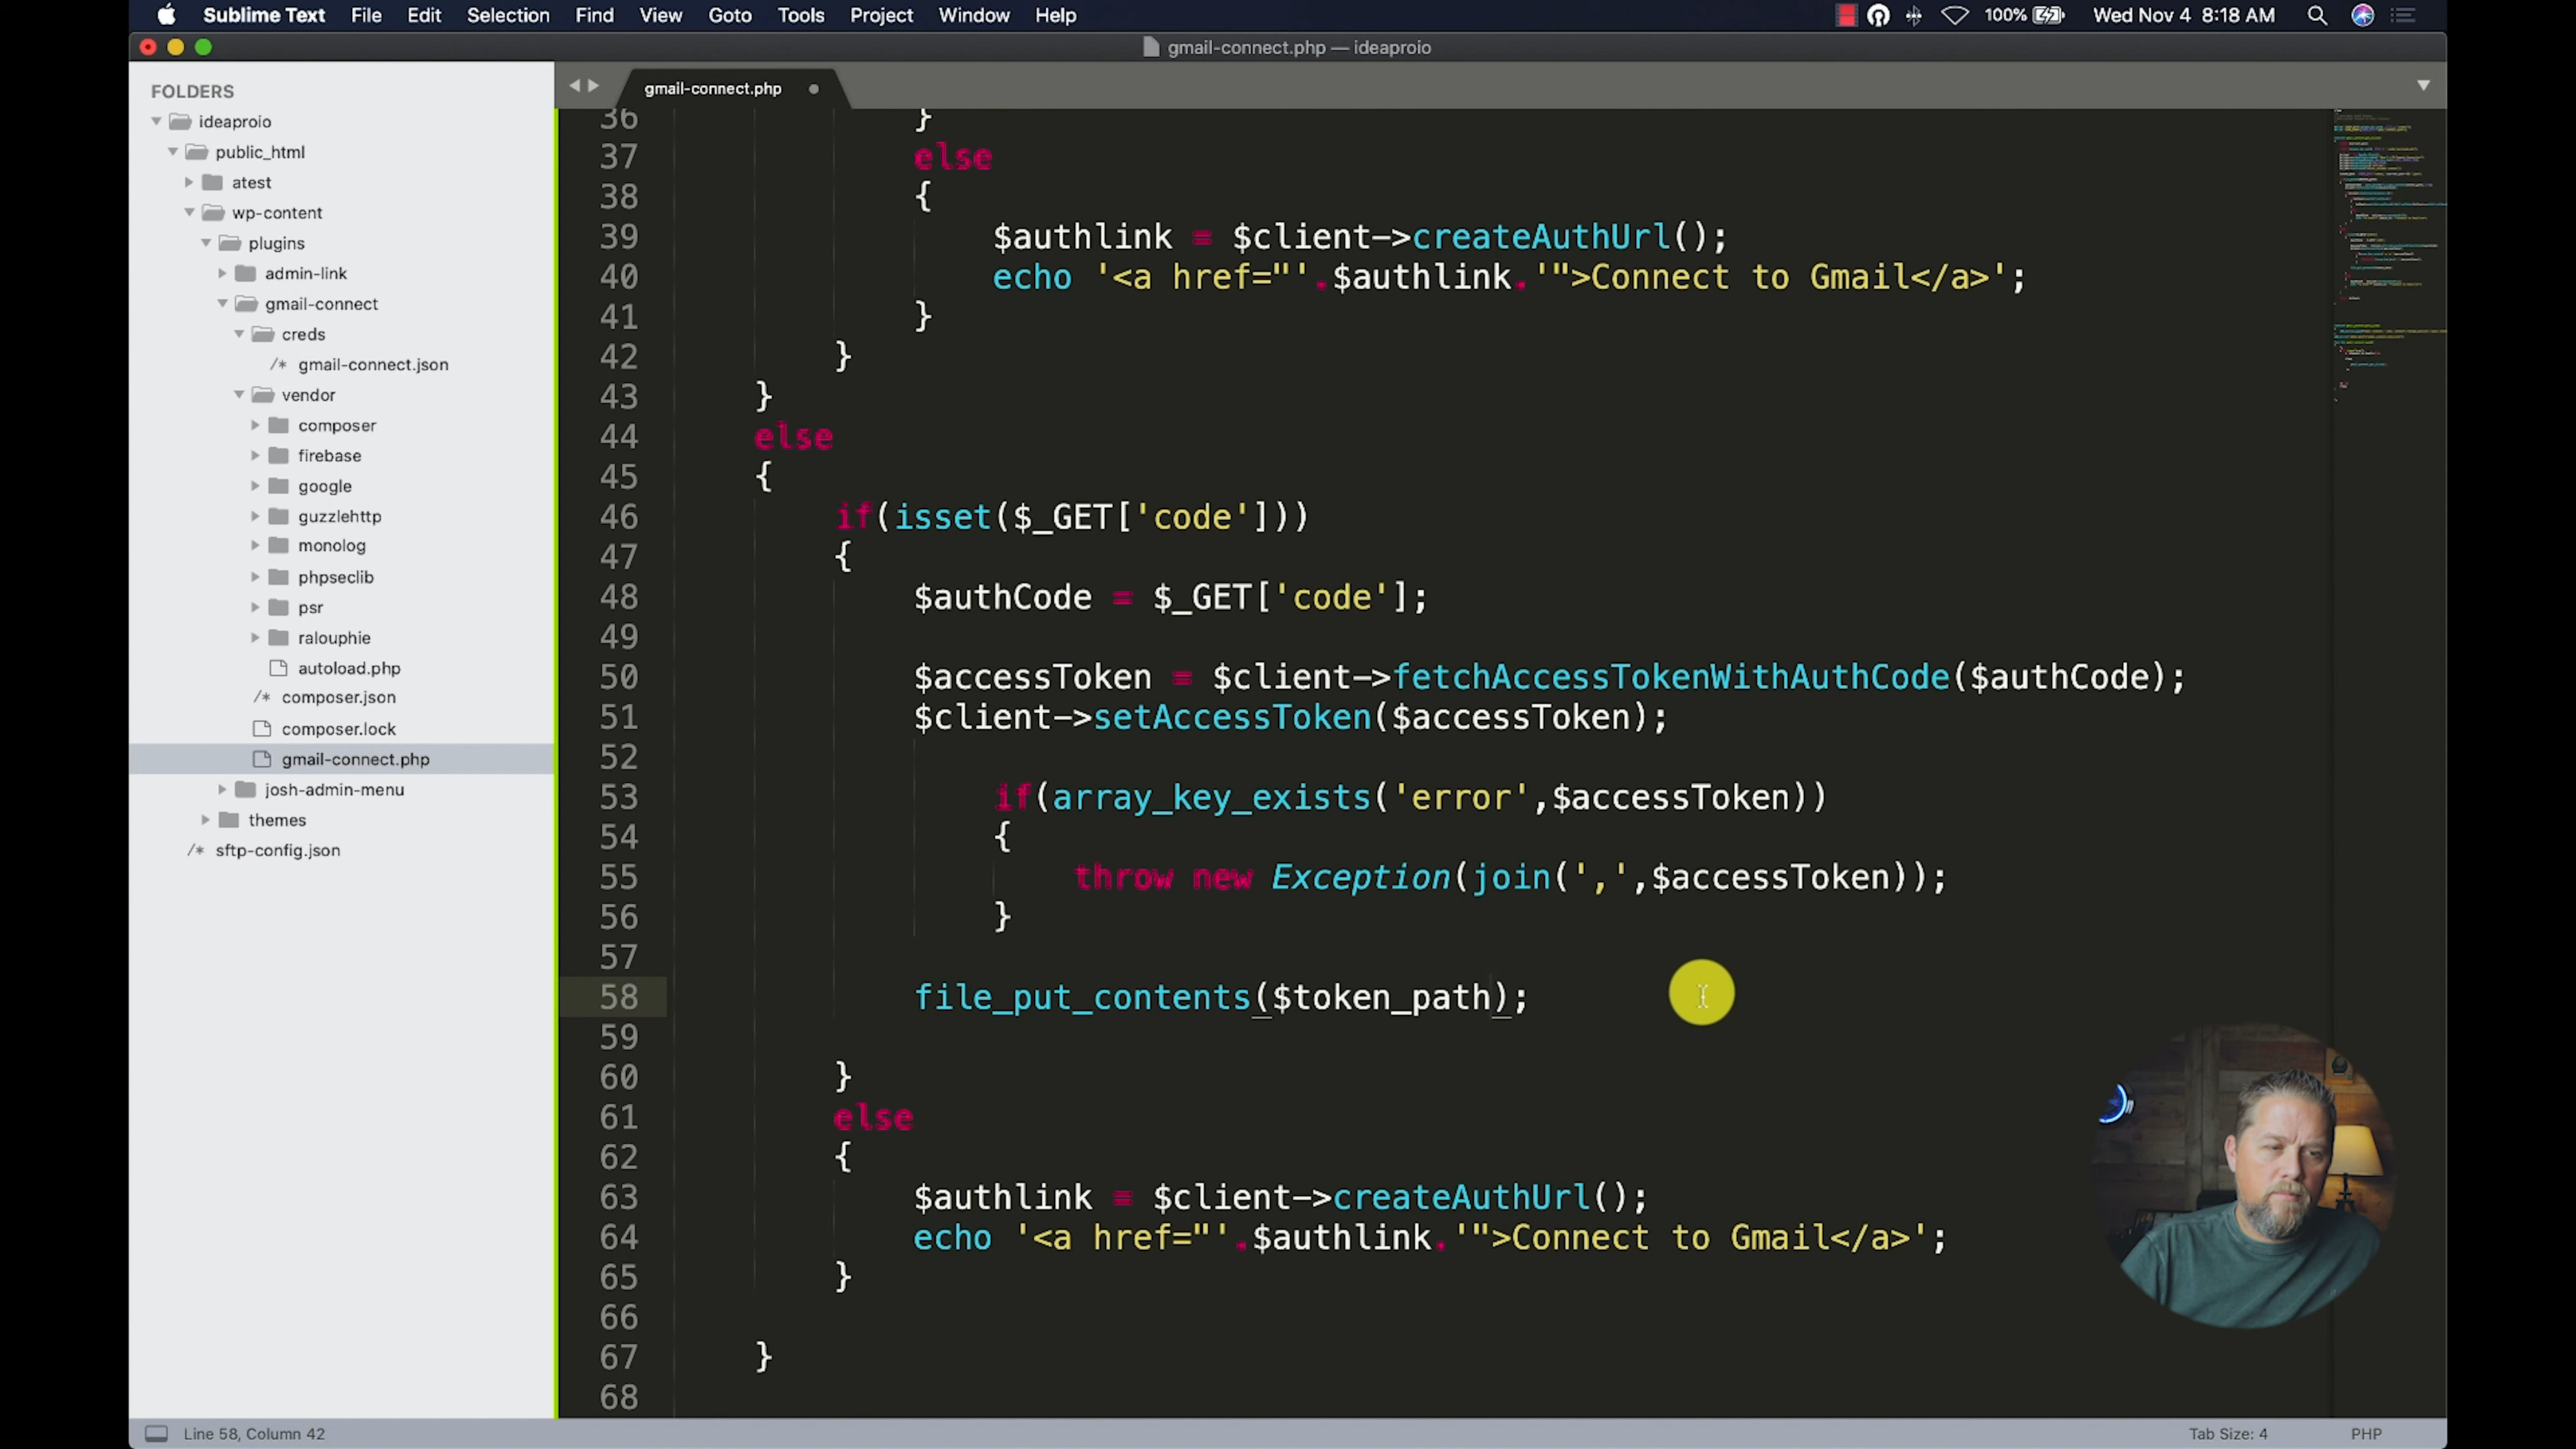 Sublime Text File Edit Selection Find View Goto Tools Project Window Help 100% Wed Nov 4 8:18 AM
gmail-connect.php — ideaproio
FOLDERS
ideaproio
public_html
atest
wp-content
plugins
admin-link
gmail-connect
creds
/* gmail-connect.json
vendor
composer
firebase
google
guzzlehttp
monolog
phpseclib
psr
ralouphie
autoload.php
/* composer.json
composer.lock
gmail-connect.php
josh-admin-menu
themes
/* sftp-config.json
gmail-connect.php
36 }
37 else
38 {
39 $authlink = $client->createAuthUrl();
40 echo '<a href="'.$authlink.'">Connect to Gmail</a>';
41 }
42 }
43 }
44 else
45 {
46 if(isset($_GET['code']))
47 {
48 $authCode = $_GET['code'];
49
50 $accessToken = $client->fetchAccessTokenWithAuthCode($authCode);
51 $client->setAccessToken($accessToken);
52
53 if(array_key_exists('error',$accessToken))
54 {
55 throw new Exception(join(',',$accessToken));
56 }
57
58 file_put_contents($token_path);
59
60 }
61 else
62 {
63 $authlink = $client->createAuthUrl();
64 echo '<a href="'.$authlink.'">Connect to Gmail</a>';
65 }
66
67 }
68
Line 58, Column 42 Tab Size: 4 PHP